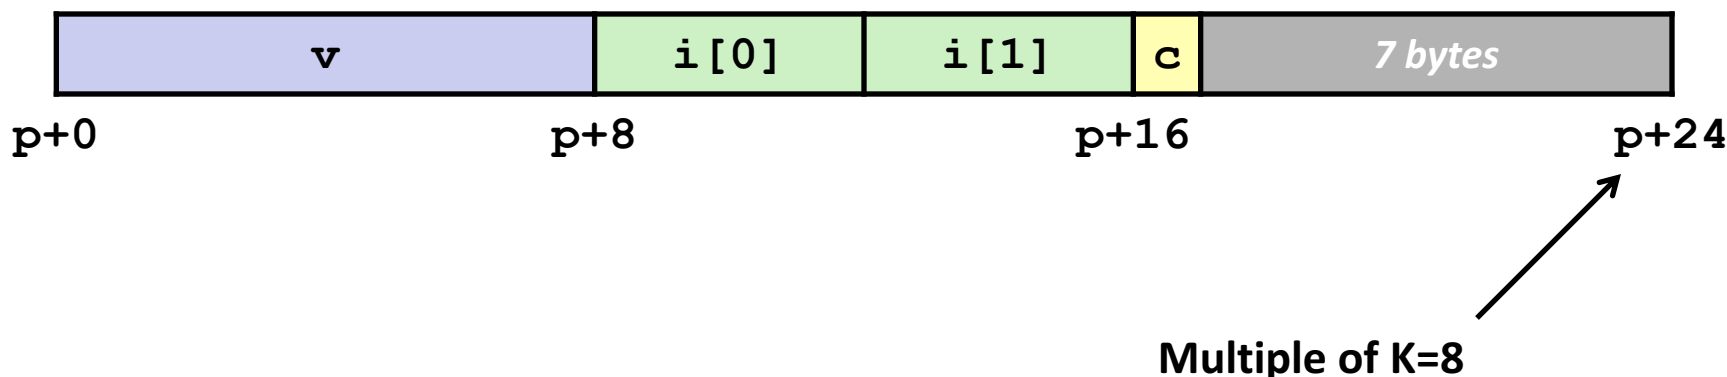 v i[0] i[1] c 7 bytes
p+0 p+8 p+16 p+24
Multiple of K=8